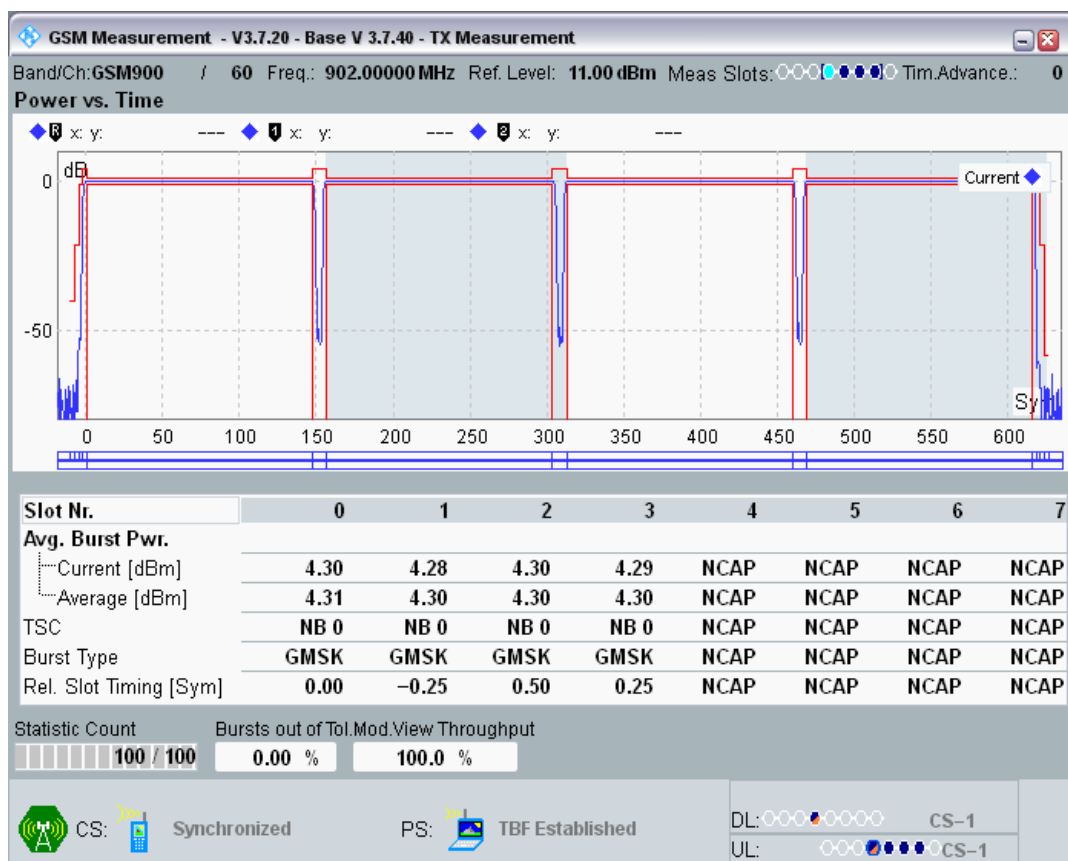 GSM Measurement - V3.7.20 - Base V 3.7.40 - TX Measurement
Band/Ch:GSM900 / 60 Freq.: 902.00000 MHz Ref. Level: 11.00 dBm Meas Slots: Tim.Advance.: 0
Power vs. Time
R x: y: --- 1 x: y: --- 2 x: y: ---
dB
Current
0
-50
Sy
0 50 100 150 200 250 300 350 400 450 500 550 600
Slot Nr. 0 1 2 3 4 5 6 7
Avg. Burst Pwr.
Current [dBm] 4.30 4.28 4.30 4.29 NCAP NCAP NCAP NCAP
Average [dBm] 4.31 4.30 4.30 4.30 NCAP NCAP NCAP NCAP
TSC NB 0 NB 0 NB 0 NB 0 NCAP NCAP NCAP NCAP
Burst Type GMSK GMSK GMSK GMSK NCAP NCAP NCAP NCAP
Rel. Slot Timing [Sym] 0.00 −0.25 0.50 0.25 NCAP NCAP NCAP NCAP
Statistic Count Bursts out of Tol.Mod.View Throughput
100 / 100 0.00 % 100.0 %
CS: Synchronized PS: TBF Established
DL: CS−1
UL: CS−1